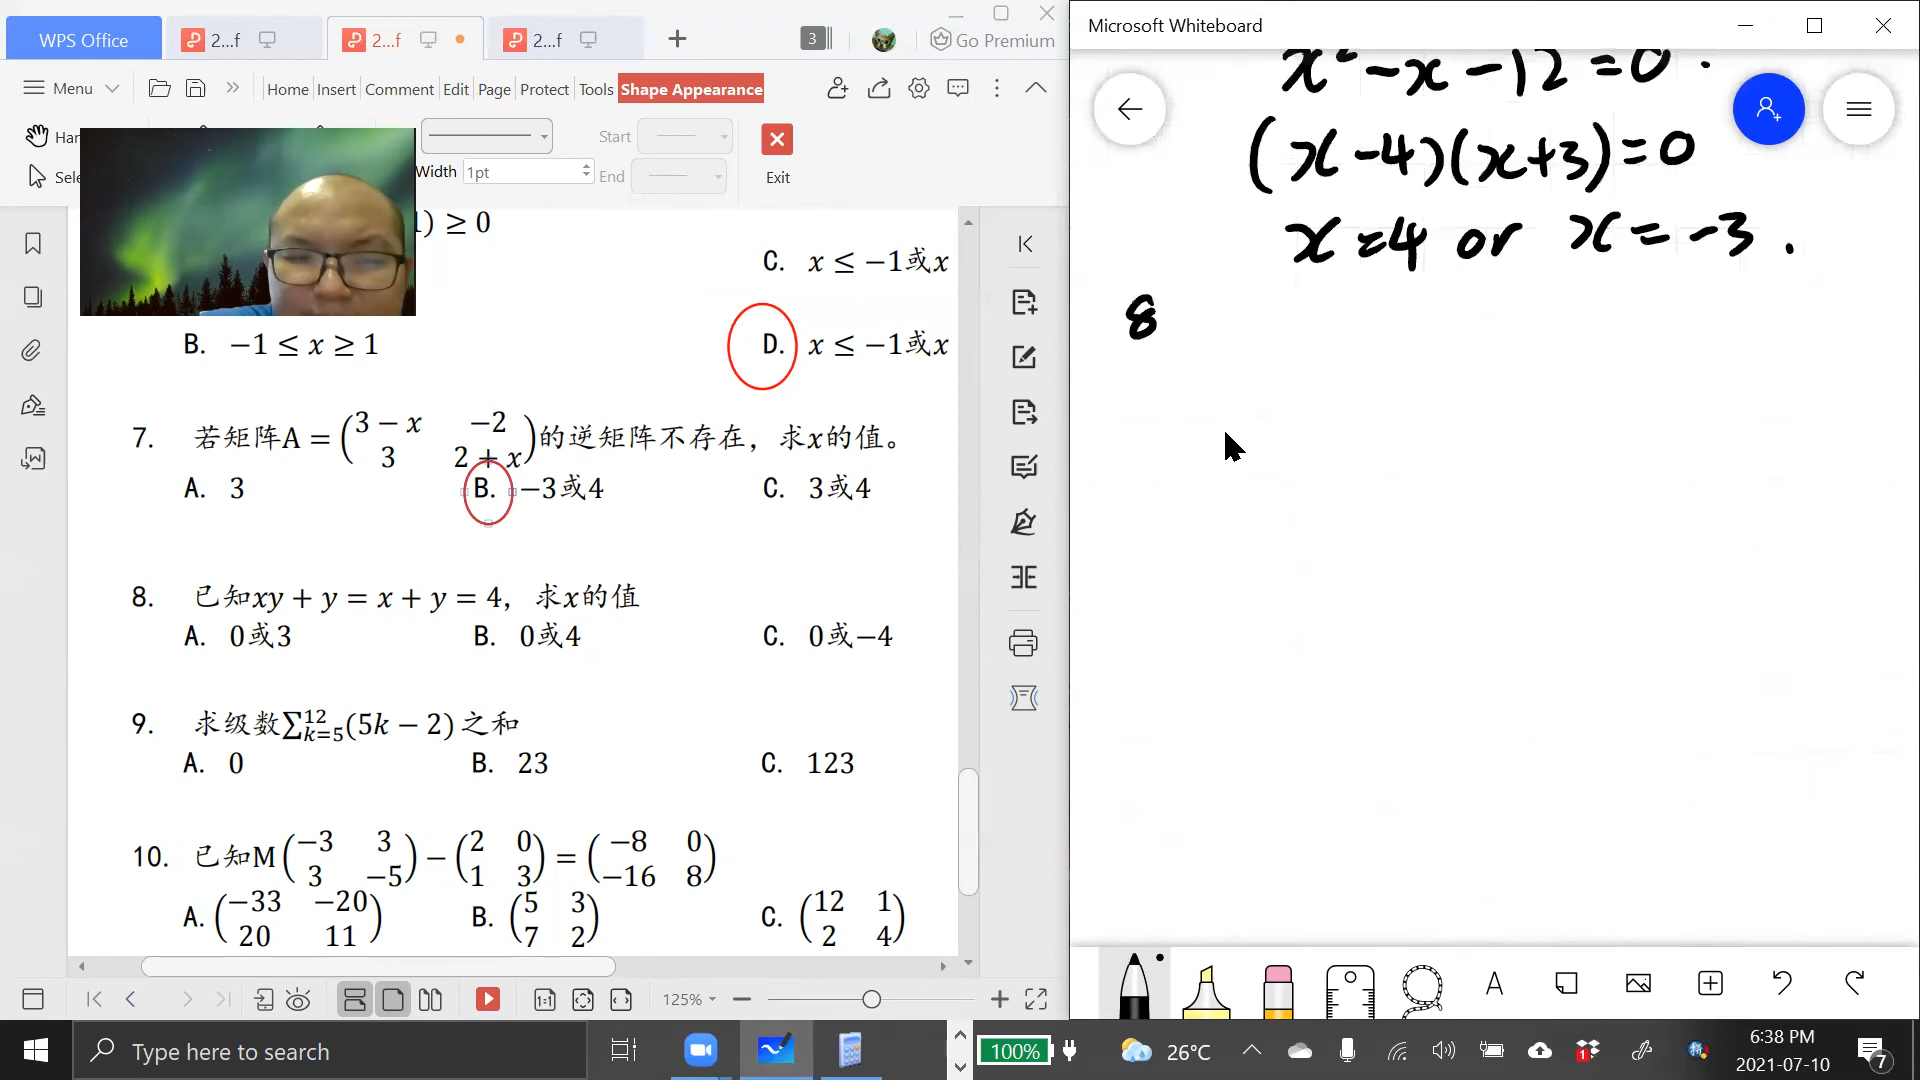 WPS Office
2...f
2...f
2...f
3
Go Premium
Menu
Home
Insert
Comment
Edit
Page
Protect
Tools
Shape Appearance
Start
Width
1pt
End
Exit
1) ≥ 0
C. x ≤ −1或x
B. −1 ≤ x ≥ 1
D. x ≤ −1或x
7. 若矩阵A = (3 − x −2
3 2 + x)的逆矩阵不存在，求x的值。
A. 3 B. −3或4 C. 3或4
8. 已知xy + y = x + y = 4，求x的值
A. 0或3 B. 0或4 C. 0或−4
9. 求级数∑_{k=5}^{12}(5k − 2)之和
A. 0 B. 23 C. 123
10. 已知M(−3 3
3 −5) − (2 0
1 3) = (−8 0
−16 8)
A. (−33 −20
20 11)
B. (5 3
7 2)
C. (12 1
2 4)
125%
Microsoft Whiteboard
x² − x − 12 = 0.
(x−4)(x+3)=0
x=4 or x=−3.
8
Type here to search
100%
26°C
6:38 PM
2021-07-10
7